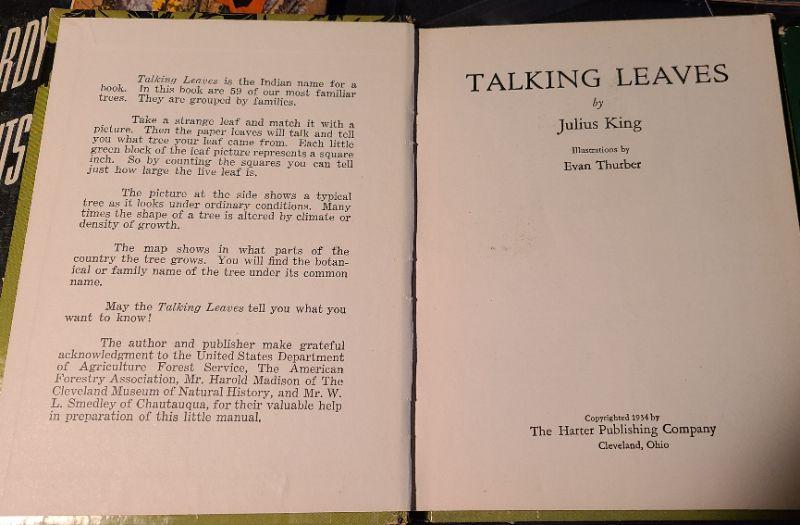 Talking Leaves is the Indian name for a
book. In this book are 59 of our most familiar
trees. They are grouped by families.
Take a strange leaf and match it with a
picture. Then the paper leaves will talk and tell
you what tree your leaf came from. Each little
green block of the leaf picture represents a square
inch. So by counting the squares you can tell
just how large the live leaf is.
The picture at the side shows a typical
tree as it looks under ordinary conditions. Many
times the shape of a tree is altered by climate or
density of growth.
The map shows in what parts of the
country the tree grows. You will find the botan-
ical or family name of the tree under its common
name.
May the Talking Leaves tell you what you
want to know!
The author and publisher make grateful
acknowledgment to the United States Department
of Agriculture Forest Service, The American
Forestry Association, Mr. Harold Madison of The
Cleveland Museum of Natural History, and Mr. W.
L. Smedley of Chautauqua, for their valuable help
in preparation of this little manual.
TALKING LEAVES
by
Julius King
Illustrations by
Evan Thurber
Copyrighted 1934 by
The Harter Publishing Company
Cleveland, Ohio